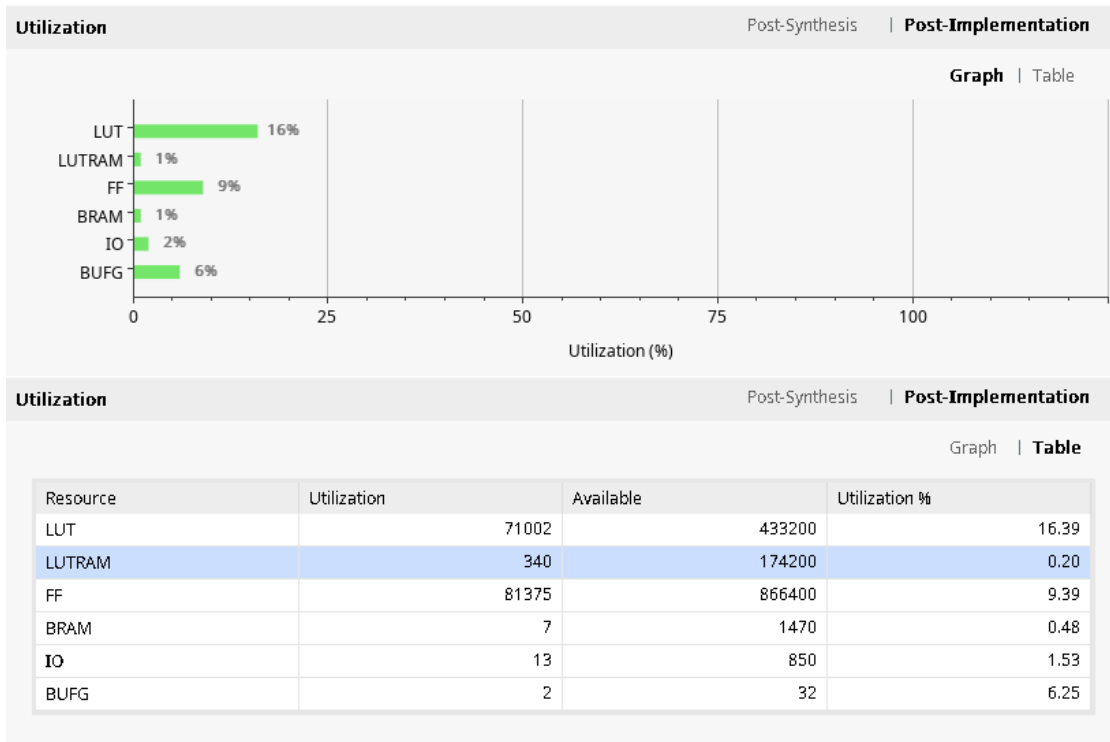 Utilization Post-Synthesis | Post-Implementation
Graph | Table
LUT 16%
LUTRAM 1%
FF 9%
BRAM 1%
IO 2%
BUFG 6%
0 25 50 75 100
Utilization (%)
Utilization Post-Synthesis | Post-Implementation
Graph | Table
Resource Utilization Available Utilization %
LUT 71002 433200 16.39
LUTRAM 340 174200 0.20
FF 81375 866400 9.39
BRAM 7 1470 0.48
IO 13 850 1.53
BUFG 2 32 6.25